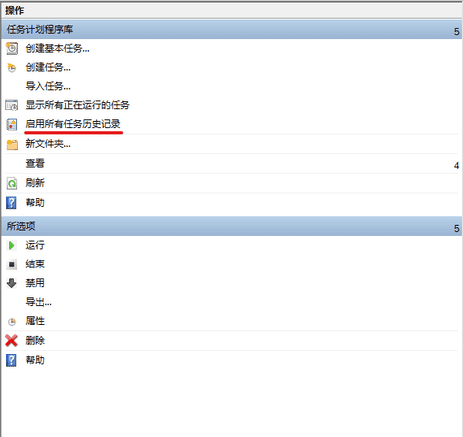 操作
任务计划程序库
创建基本任务...
创建任务...
导入任务...
显示所有正在运行的任务
启用所有任务历史记录
新文件夹...
查看
刷新
帮助
所选项
运行
结束
禁用
导出...
属性
删除
帮助